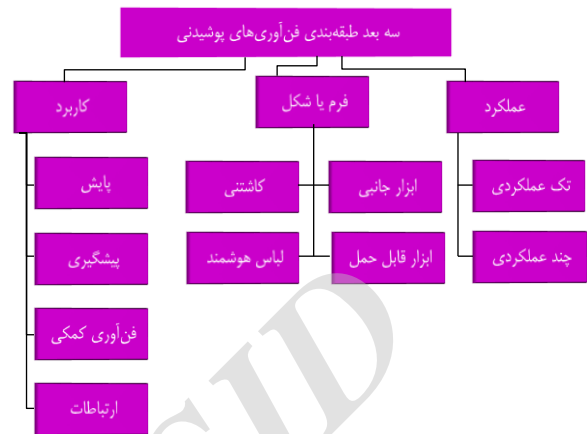 سه بعد طبقه‌بندی فن‌آوری‌های پوشیدنی
عملکرد
فرم یا شکل
کاربرد
تک عملکردی
ابزار جانبی
کاشتنی
پایش
چند عملکردی
ابزار قابل حمل
لباس هوشمند
پیشگیری
فن‌آوری کمکی
ارتباطات
SID